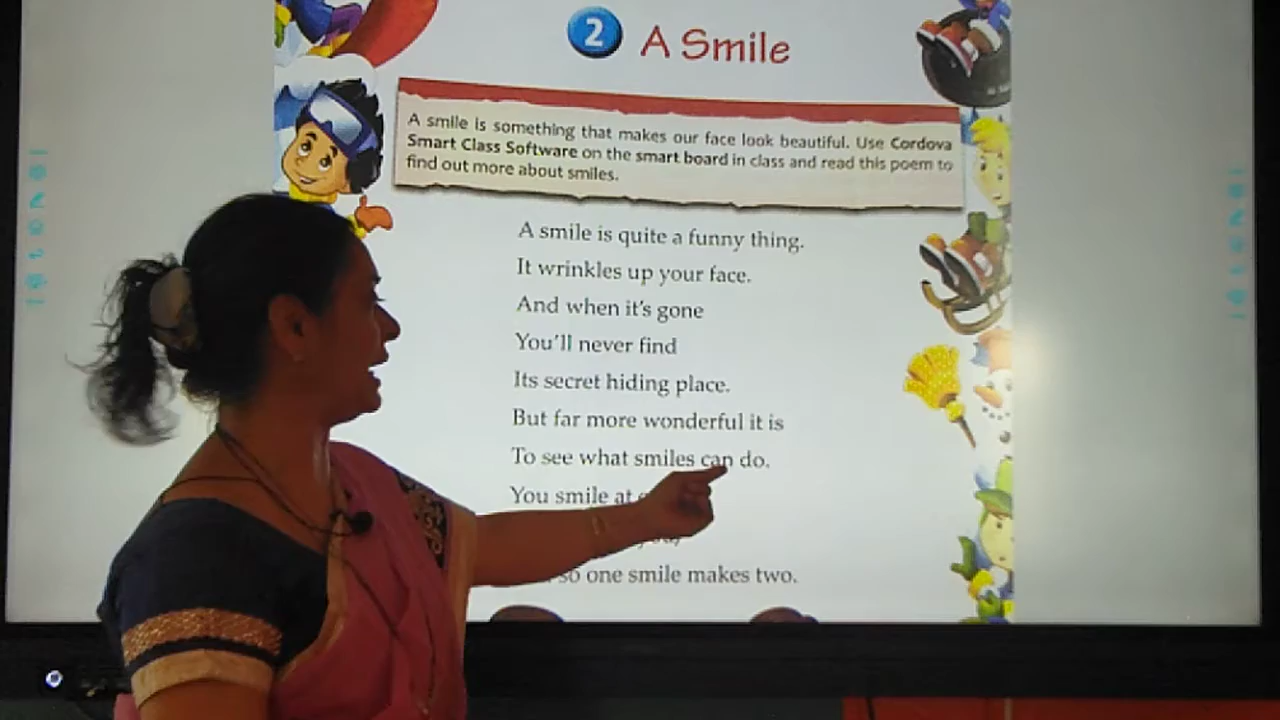 2 A Smile
A smile is something that makes our face look beautiful. Use Cordova
Smart Class Software on the smart board in class and read this poem to
find out more about smiles.
A smile is quite a funny thing.
It wrinkles up your face.
And when it's gone
You'll never find
Its secret hiding place.
But far more wonderful it is
To see what smiles can do.
You smile at
so one smile makes two.